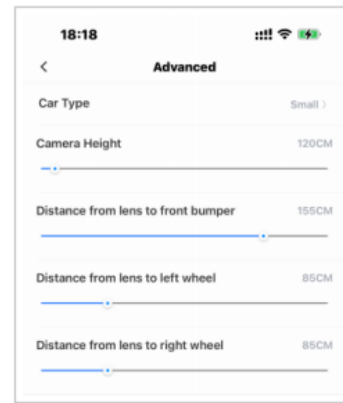 18:18
Advanced
Car Type Small
Camera Height 120CM
Distance from lens to front bumper 155CM
Distance from lens to left wheel 85CM
Distance from lens to right wheel 85CM